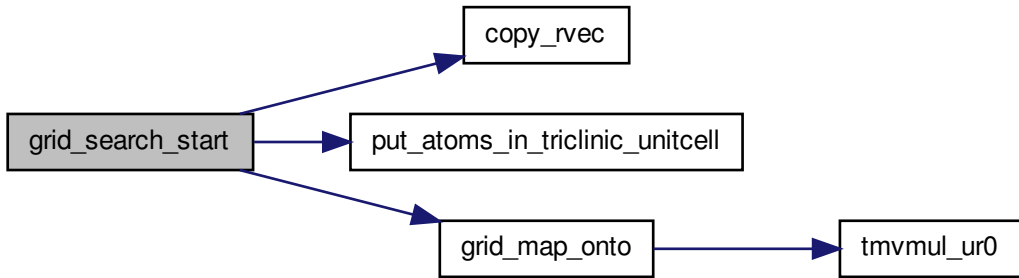 copy_rvec
grid_search_start
put_atoms_in_triclinic_unitcell
grid_map_onto
tmvmul_ur0